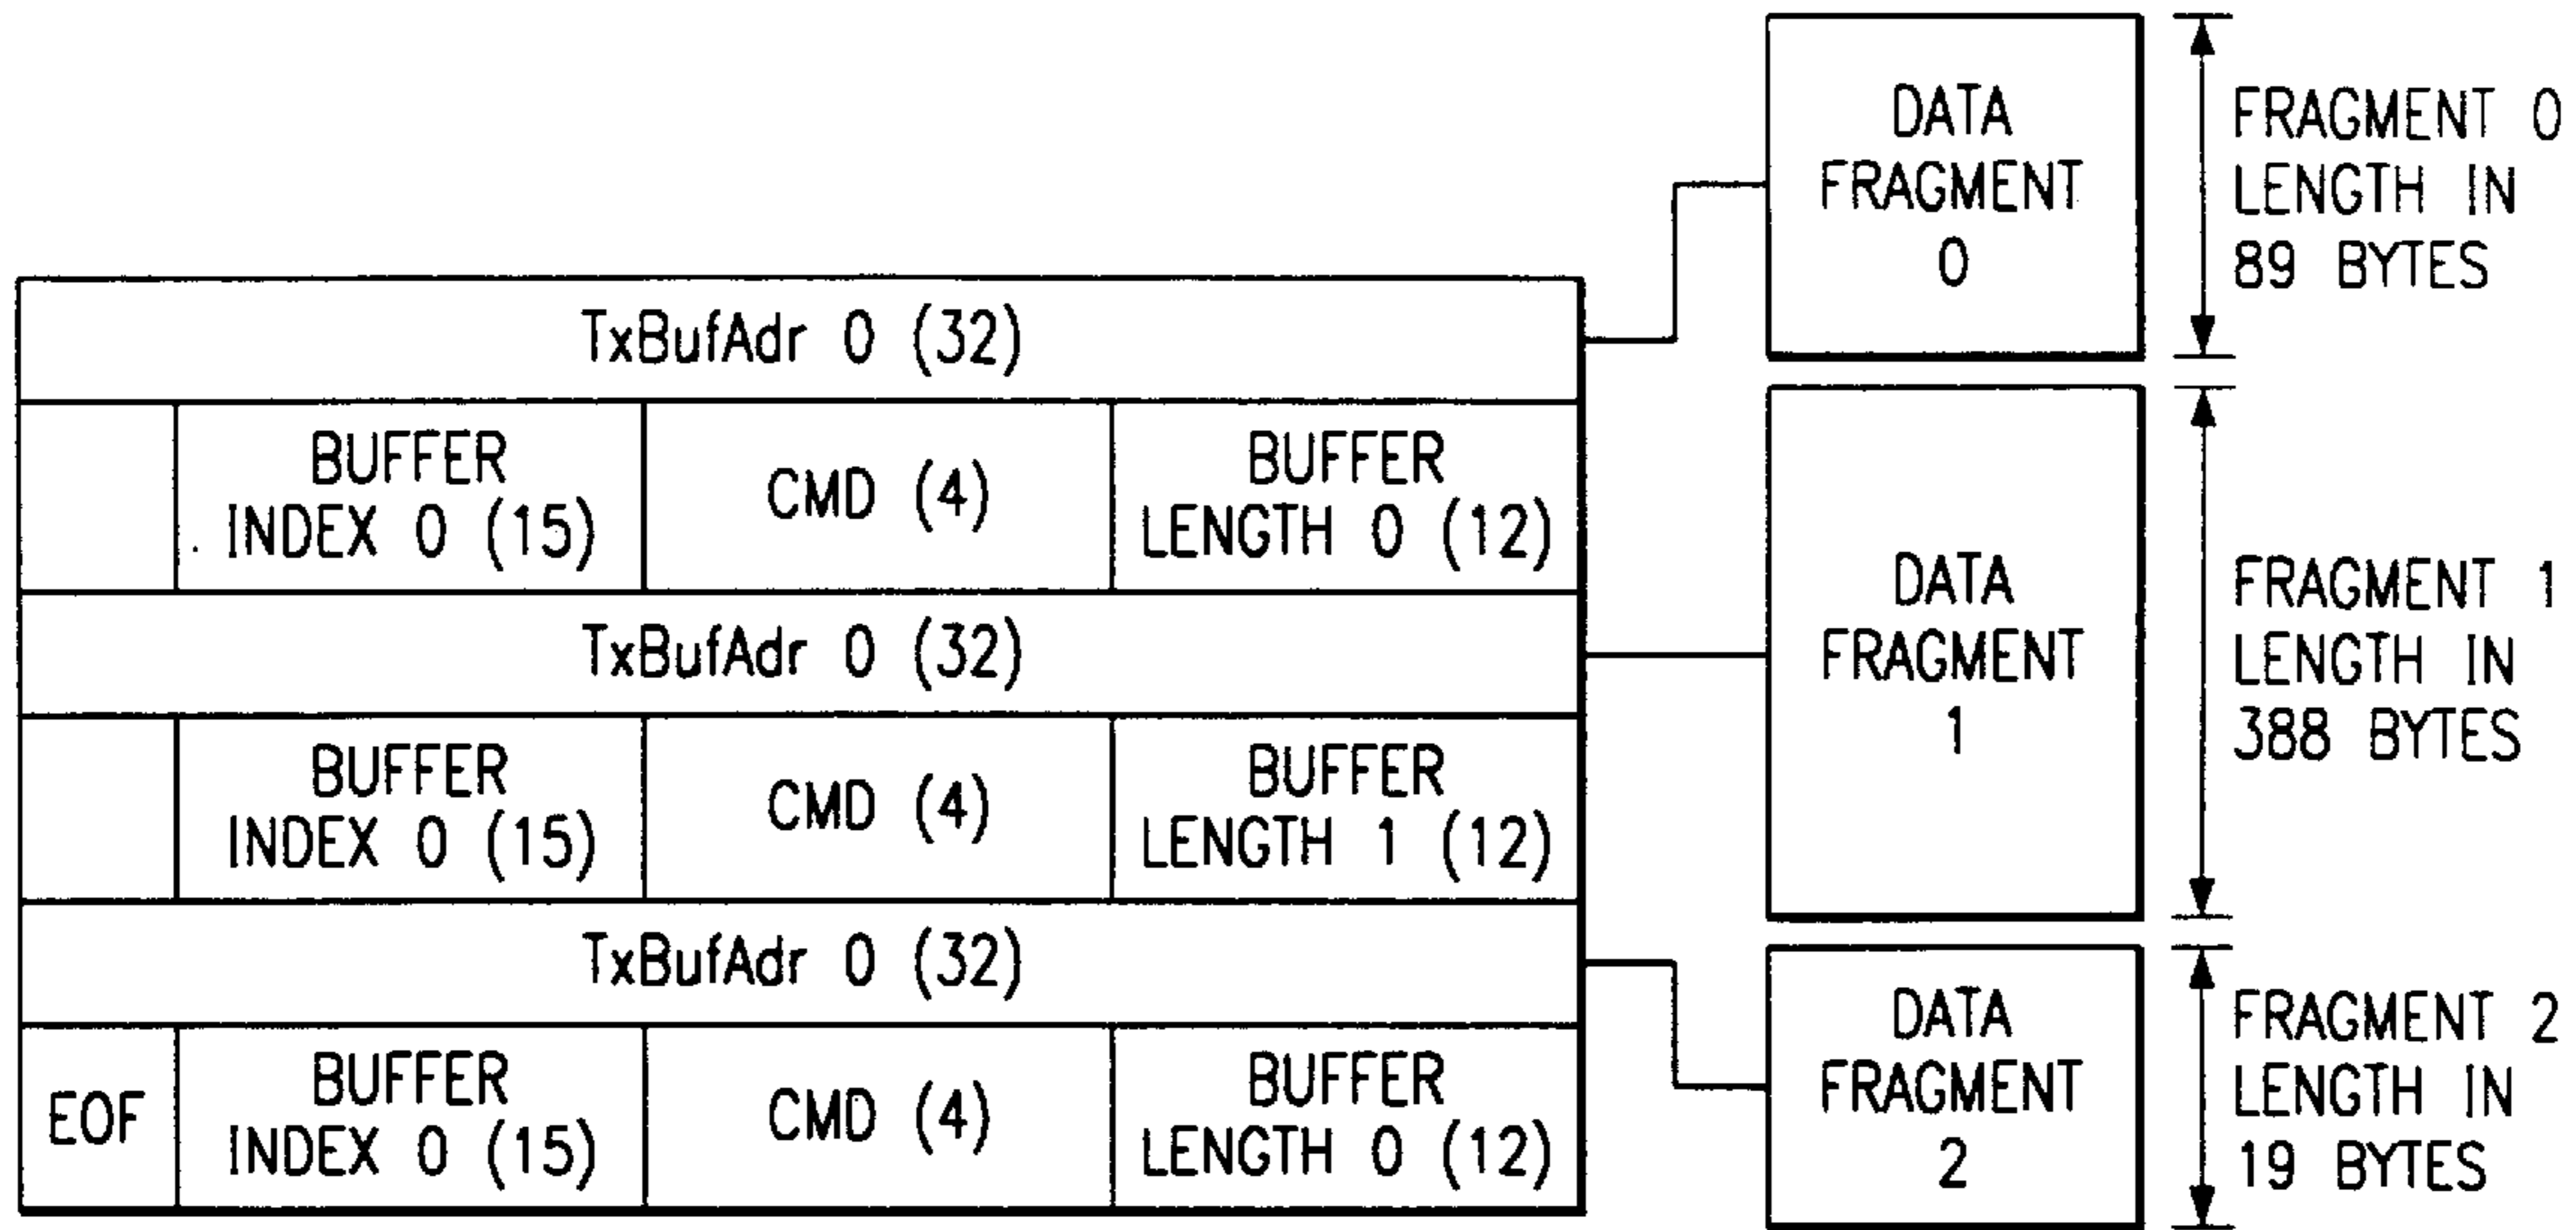 TxBufAdr 0 (32)
BUFFER
INDEX 0 (15)
CMD (4)
BUFFER
LENGTH 0 (12)
TxBufAdr 0 (32)
BUFFER
INDEX 0 (15)
CMD (4)
BUFFER
LENGTH 1 (12)
TxBufAdr 0 (32)
EOF
BUFFER
INDEX 0 (15)
CMD (4)
BUFFER
LENGTH 0 (12)
DATA
FRAGMENT
0
FRAGMENT 0
LENGTH IN
89 BYTES
DATA
FRAGMENT
1
FRAGMENT 1
LENGTH IN
388 BYTES
DATA
FRAGMENT
2
FRAGMENT 2
LENGTH IN
19 BYTES